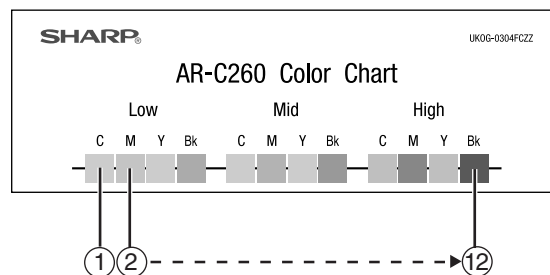 SHARP®
UKOG-0304FCZZ
AR-C260 Color Chart
Low Mid High
C M Y Bk C M Y Bk C M Y Bk
1 2 12